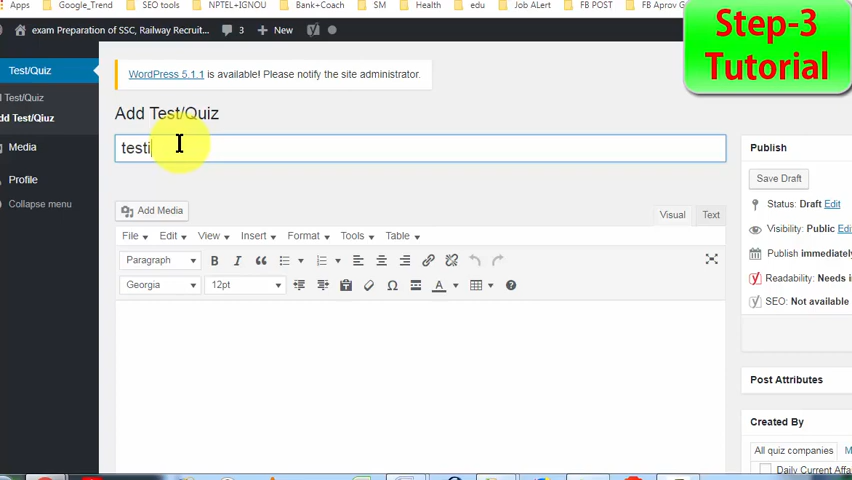 Apps Google_Trend SEO tools NPTEL+IGNOU Bank+Coach SM Health edu Job ALert FB POST FB Aprov G
exam Preparation of SSC, Railway Recruit... 3 New
Step-3
Tutorial
Test/Quiz
WordPress 5.1.1 is available! Please notify the site administrator.
Test/Quiz
Add Test/Quiz
dd Test/Qiuz
testi
Media
Profile
Collapse menu
Publish
Save Draft
Status: Draft Edit
Visibility: Public Edi
Publish immediately
Readability: Needs i
SEO: Not available
Add Media
Visual Text
File Edit View Insert Format Tools Table
Paragraph B I
Georgia 12pt A Ω
Post Attributes
Created By
All quiz companies M
Daily Current Affa